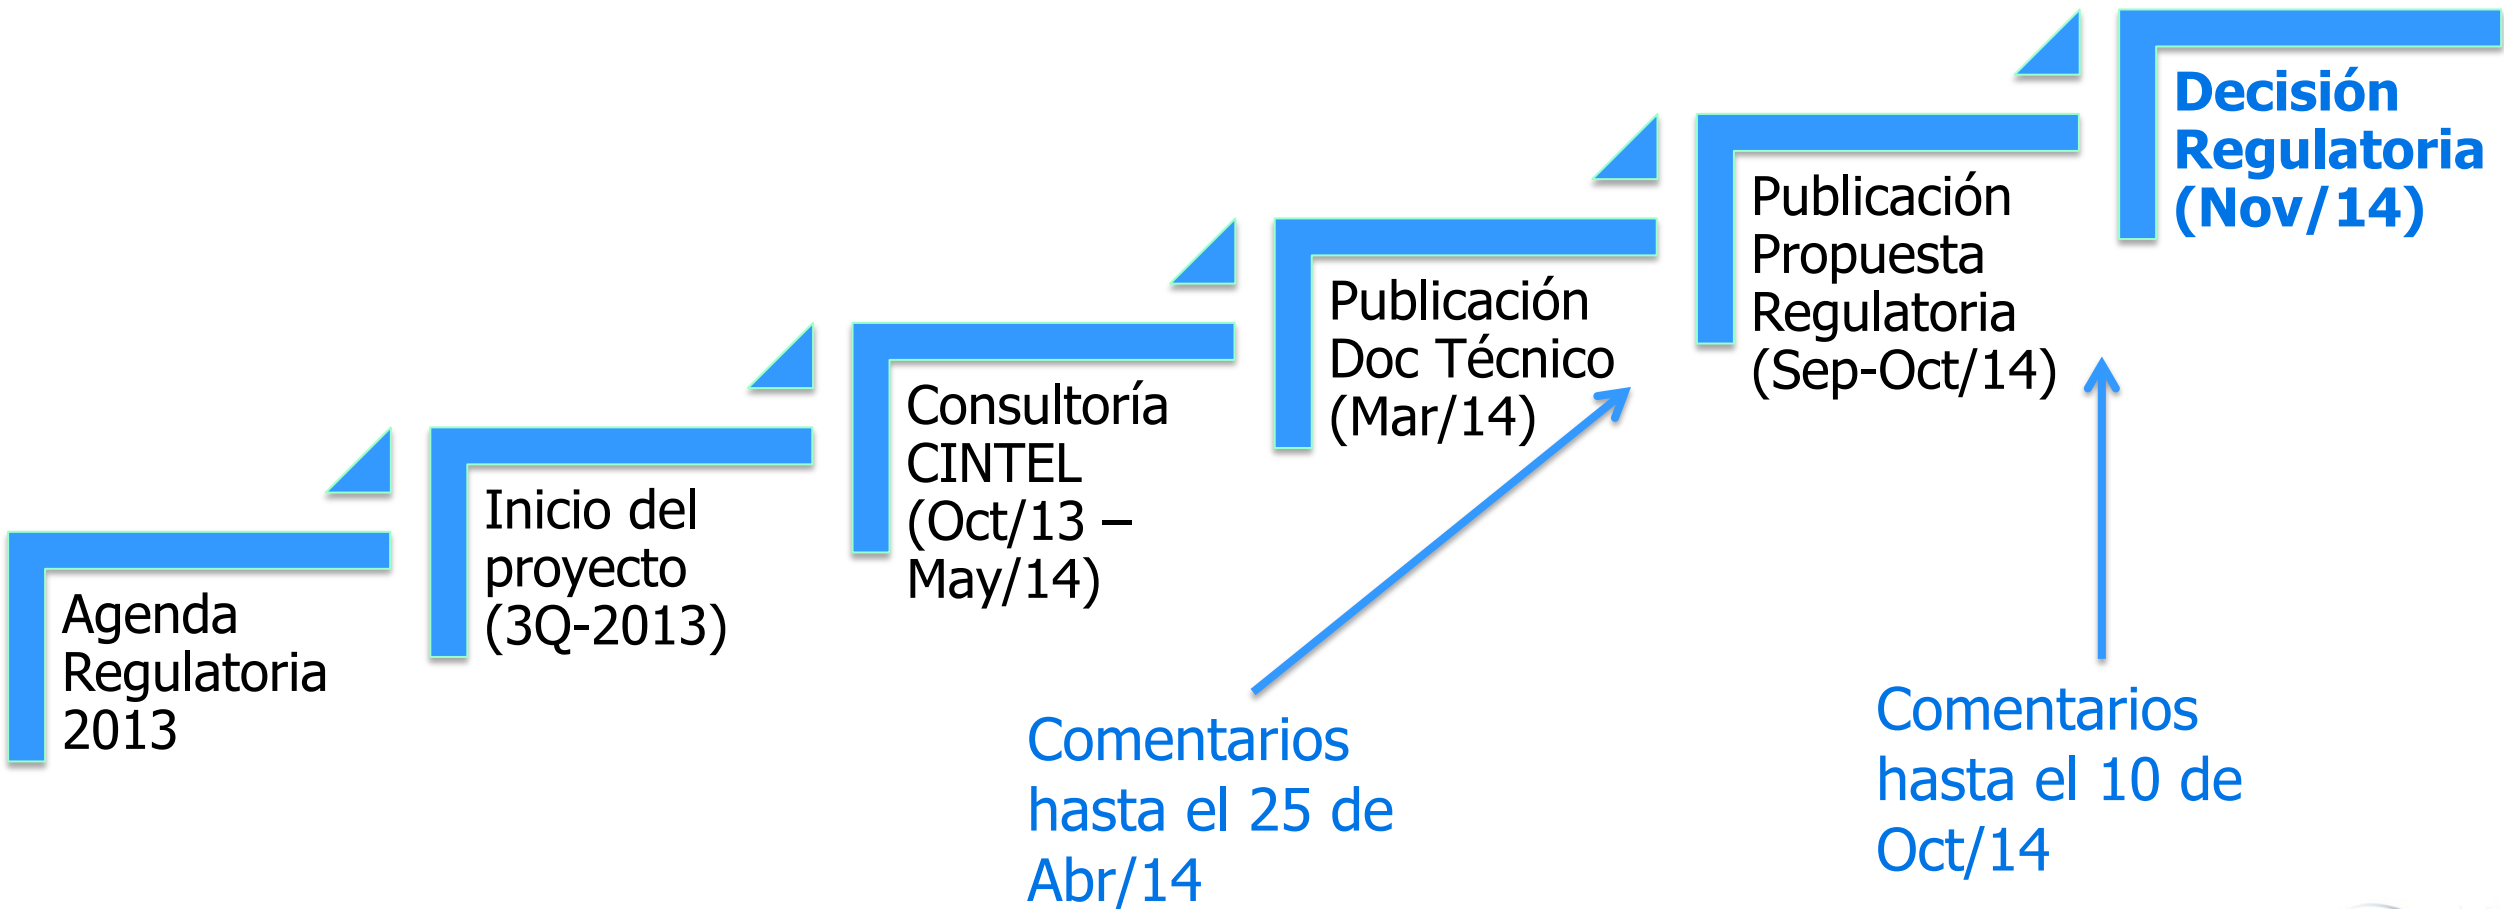 Agenda
Regulatoria
2013
Inicio del
proyecto
(3Q-2013)
Consultoría
CINTEL
(Oct/13 –
May/14)
Publicación
Doc Técnico
(Mar/14)
Publicación
Propuesta
Regulatoria
(Sep-Oct/14)
Decisión
Regulatoria
(Nov/14)
Comentarios
hasta el 25 de
Abr/14
Comentarios
hasta el 10 de
Oct/14